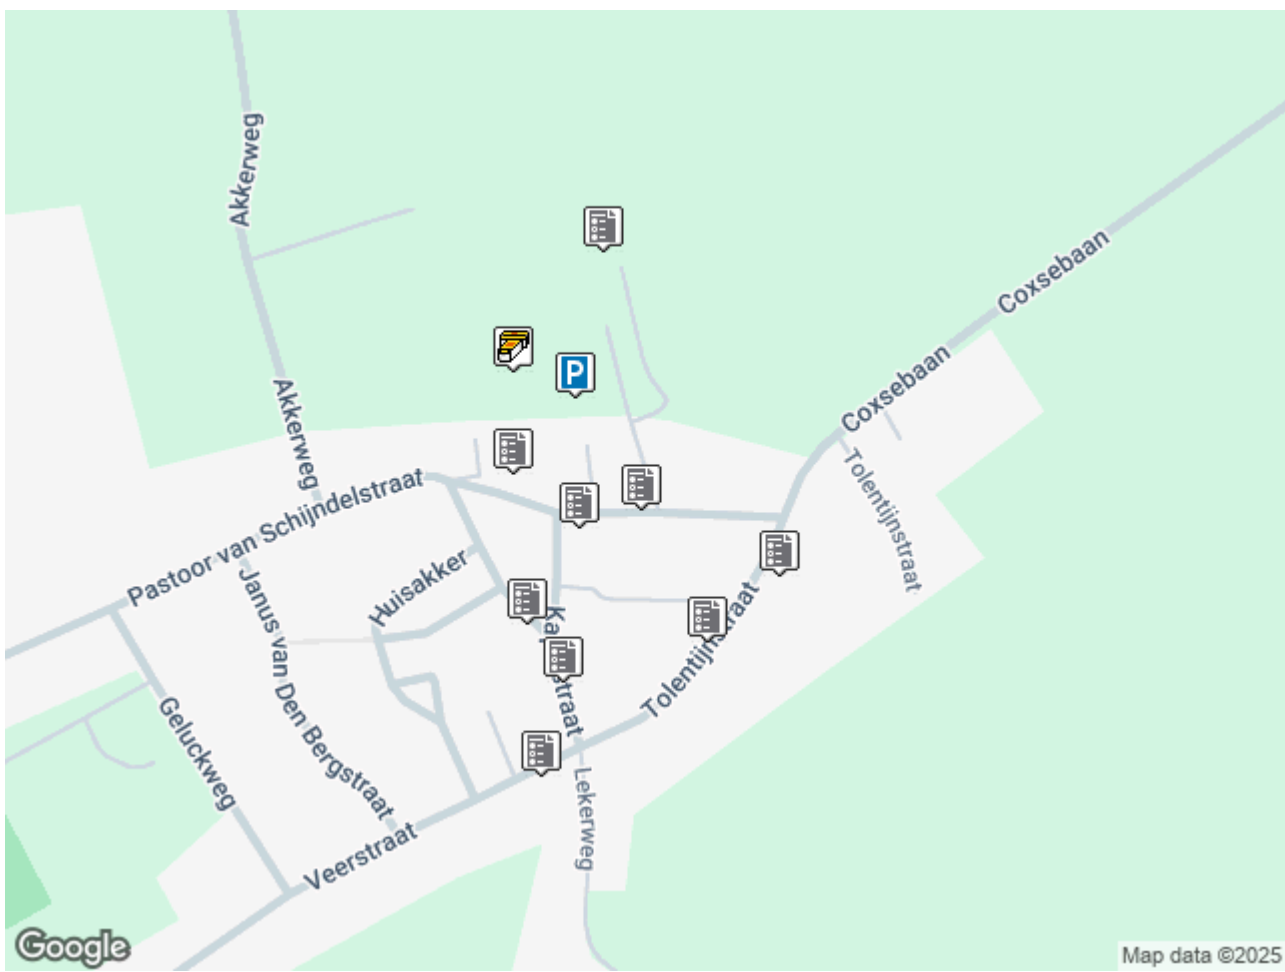 Akkerweg
Coxsebaan
P
Coxsebaan
Akkerweg
Tolentijnstraat
Pastoor van Schijndelstraat
Huisakker
Janus van Den Bergstraat
Tolentijnstraat
Geluckweg
Lekerweg
Veerstraat
Google
Map data ©2025